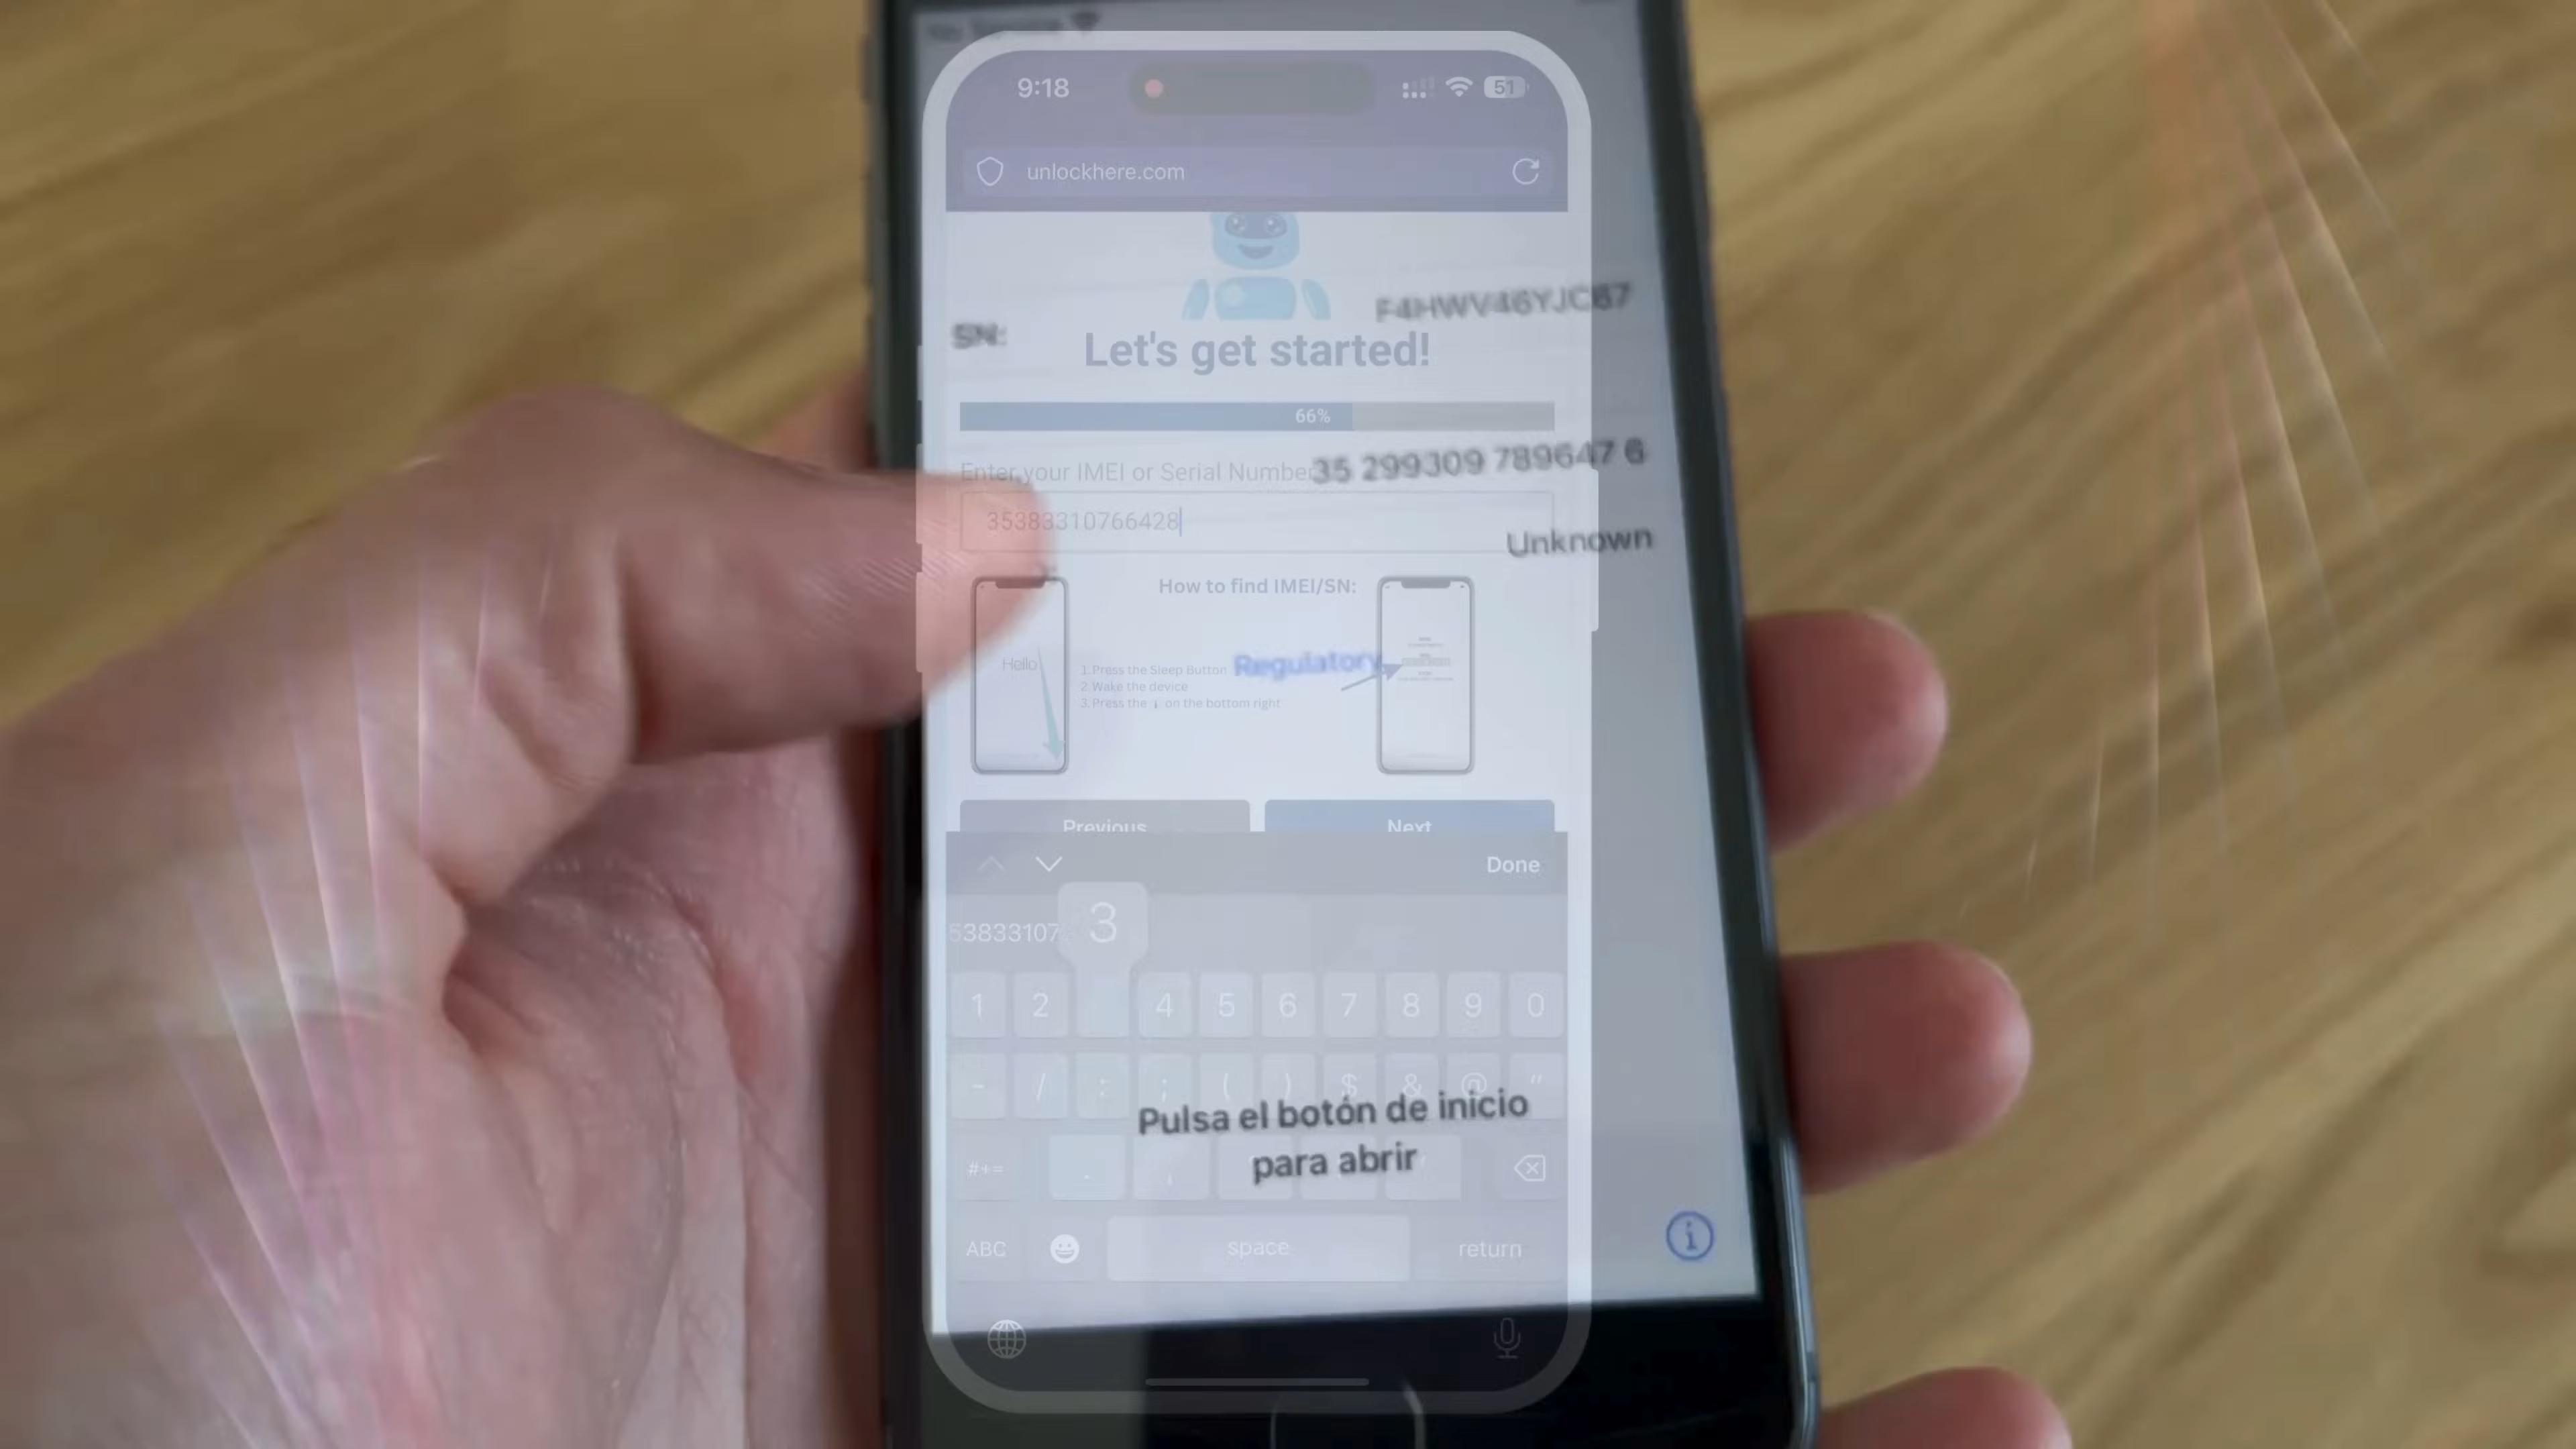 9:18
51
unlockhere.com
SN:
F4HWV46YJC67
Let's get started!
66%
Enter your IMEI or Serial Number
35 299309 789647 6
35383310766428
Unknown
How to find IMEI/SN:
Hello
1. Press the Sleep Button
2. Wake the device
3. Press the i on the bottom right
Regulatory
Previous
Next
Done
53833107
3
1 2 4 5 6 7 8 9 0
- / : ; ( ) $ & @ "
Pulsa el botón de inicio
para abrir
#+=
ABC
space
return